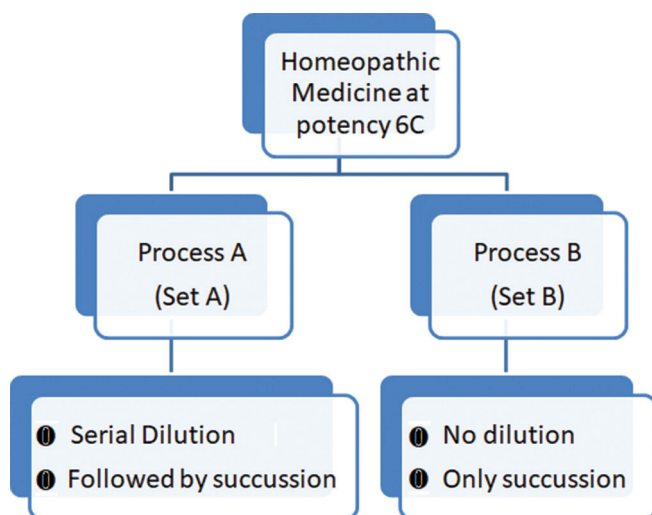 Homeopathic
Medicine at
potency 6C
Process A
(Set A)
Process B
(Set B)
Serial Dilution
Followed by succussion
No dilution
Only succussion